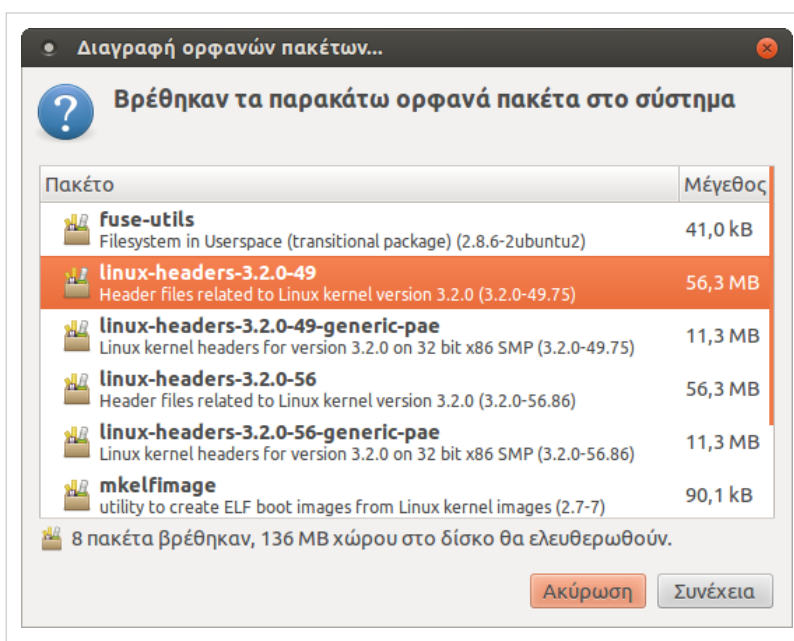 Διαγραφή ορφανών πακέτων...
Βρέθηκαν τα παρακάτω ορφανά πακέτα στο σύστημα
Πακέτο Μέγεθος
fuse-utils
Filesystem in Userspace (transitional package) (2.8.6-2ubuntu2) 41,0 kB
linux-headers-3.2.0-49
Header files related to Linux kernel version 3.2.0 (3.2.0-49.75) 56,3 MB
linux-headers-3.2.0-49-generic-pae
Linux kernel headers for version 3.2.0 on 32 bit x86 SMP (3.2.0-49.75) 11,3 MB
linux-headers-3.2.0-56
Header files related to Linux kernel version 3.2.0 (3.2.0-56.86) 56,3 MB
linux-headers-3.2.0-56-generic-pae
Linux kernel headers for version 3.2.0 on 32 bit x86 SMP (3.2.0-56.86) 11,3 MB
mkelfimage
utility to create ELF boot images from Linux kernel images (2.7-7) 90,1 kB
8 πακέτα βρέθηκαν, 136 MB χώρου στο δίσκο θα ελευθερωθούν.
Ακύρωση Συνέχεια